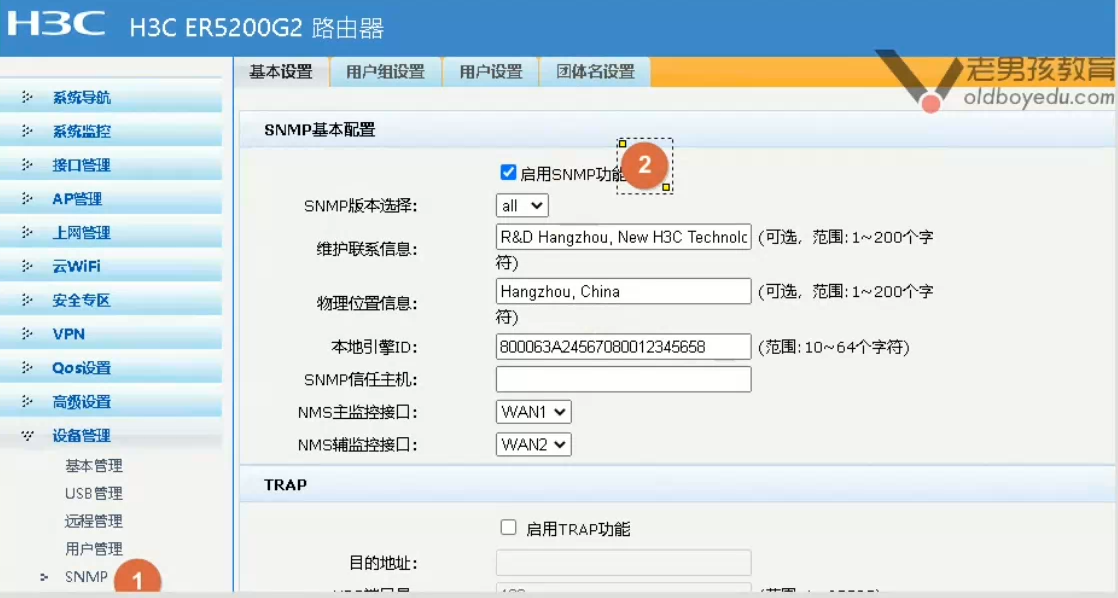 H3C H3C ER5200G2 路由器
基本设置 用户组设置 用户设置 团体名设置
老男孩教育
oldboyedu.com
系统导航
系统监控
接口管理
AP管理
上网管理
云WiFi
安全专区
VPN
Qos设置
高级设置
设备管理
基本管理
USB管理
远程管理
用户管理
SNMP 1
SNMP基本配置
启用SNMP功能 2
SNMP版本选择: all
维护联系信息: R&D Hangzhou, New H3C Technolc (可选，范围:1~200个字
符)
物理位置信息: Hangzhou, China (可选，范围:1~200个字
符)
本地引擎ID: 800063A24567080012345658 (范围:10~64个字符)
SNMP信任主机:
NMS主监控接口: WAN1
NMS辅监控接口: WAN2
TRAP
启用TRAP功能
目的地址: